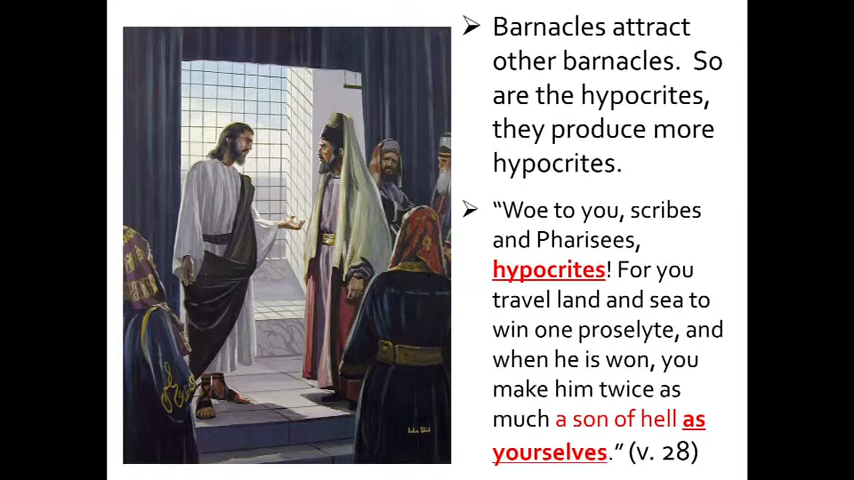 ➢ Barnacles attract
other barnacles. So
are the hypocrites,
they produce more
hypocrites.
➢ “Woe to you, scribes
and Pharisees,
hypocrites! For you
travel land and sea to
win one proselyte, and
when he is won, you
make him twice as
much a son of hell as
yourselves.” (v. 28)